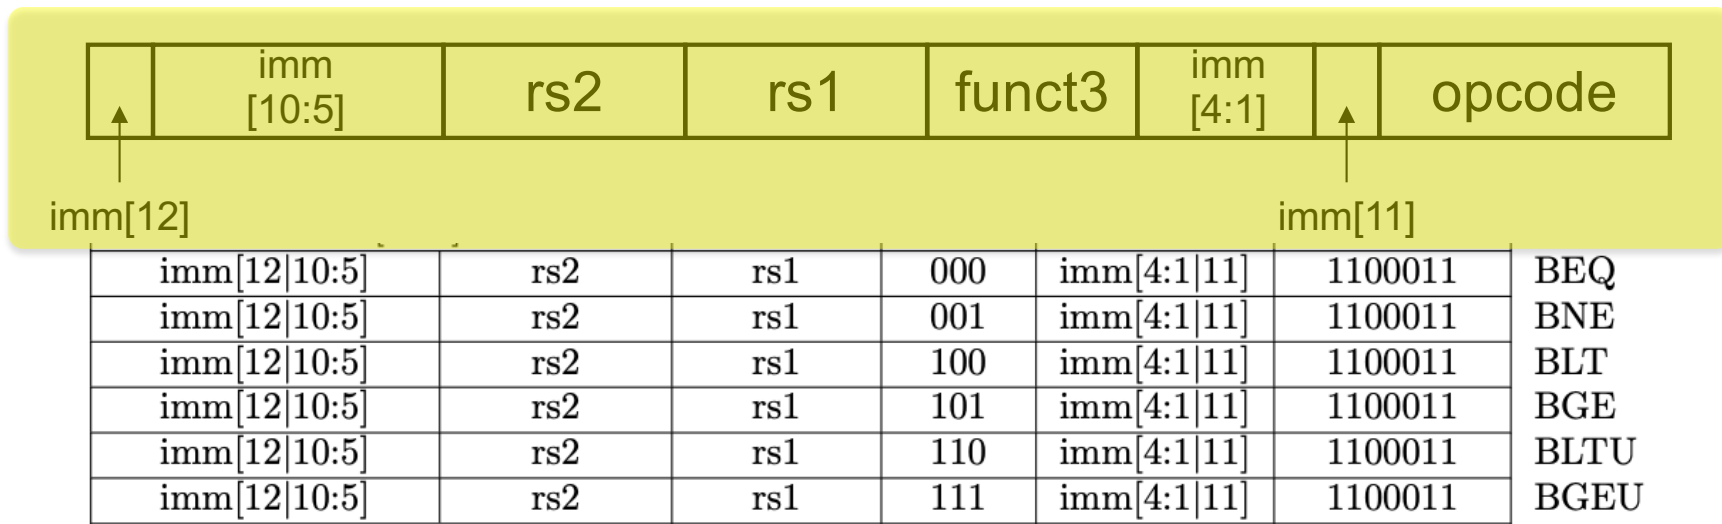 imm [10:5] rs2 rs1 funct3 imm [4:1] opcode
imm[12] imm[11]
imm[12|10:5] rs2 rs1 000 imm[4:1|11] 1100011 BEQ
imm[12|10:5] rs2 rs1 001 imm[4:1|11] 1100011 BNE
imm[12|10:5] rs2 rs1 100 imm[4:1|11] 1100011 BLT
imm[12|10:5] rs2 rs1 101 imm[4:1|11] 1100011 BGE
imm[12|10:5] rs2 rs1 110 imm[4:1|11] 1100011 BLTU
imm[12|10:5] rs2 rs1 111 imm[4:1|11] 1100011 BGEU